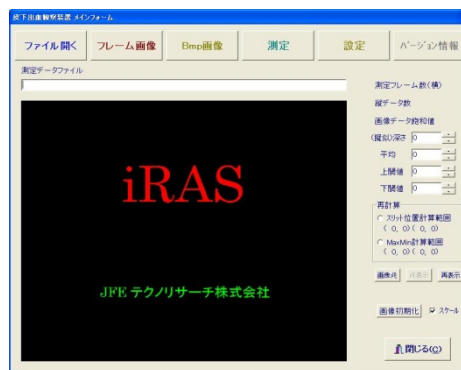 皮下出血観察装置 メインフォーム
ファイル開く フレーム画像 Bmp画像 測定 設定 バージョン情報
測定データファイル
測定フレーム数(横)
縦データ数
画像データ飽和値
(擬似)深さ 0
平均 0
上閾値 0
下閾値 0
再計算
スリット位置計算範囲
( 0, 0)( 0, 0)
MaxMin計算範囲
( 0, 0)( 0, 0)
再表示
画像初期化 スケール
閉じる(C)
iRAS
JFE テクノリサーチ株式会社